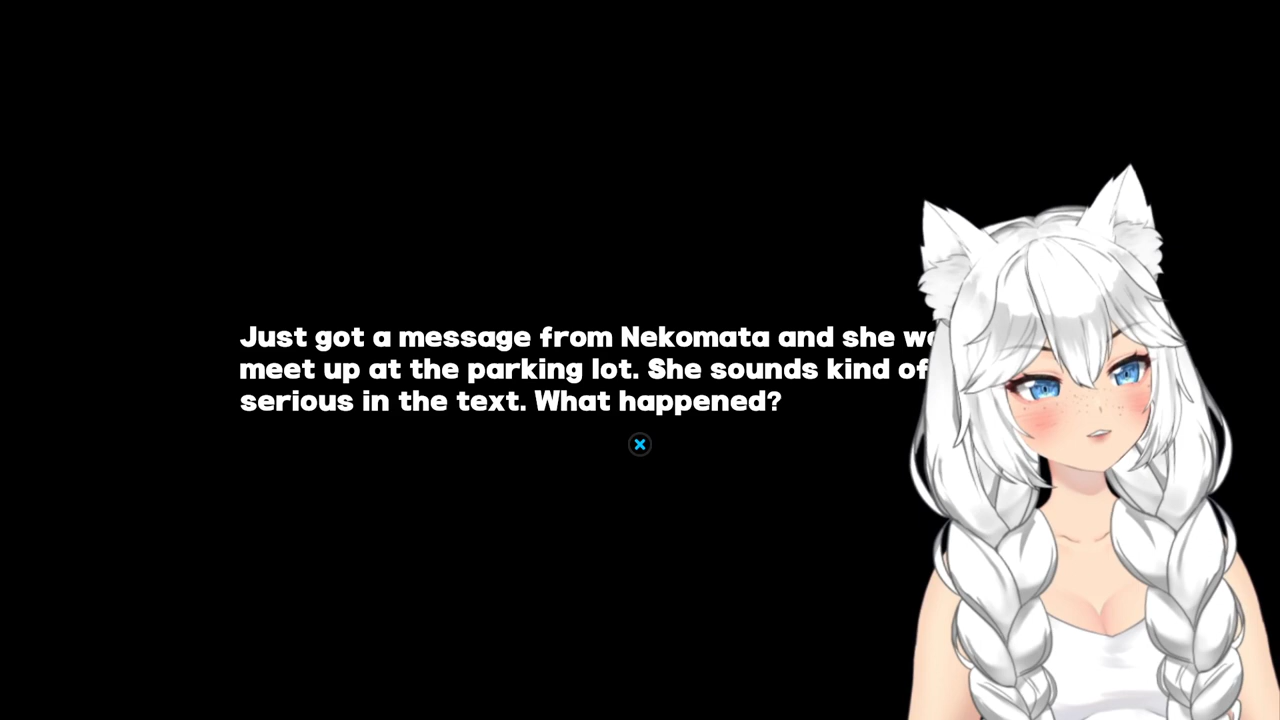 Just got a message from Nekomata and she
meet up at the parking lot. She sounds kind of
serious in the text. What happened?